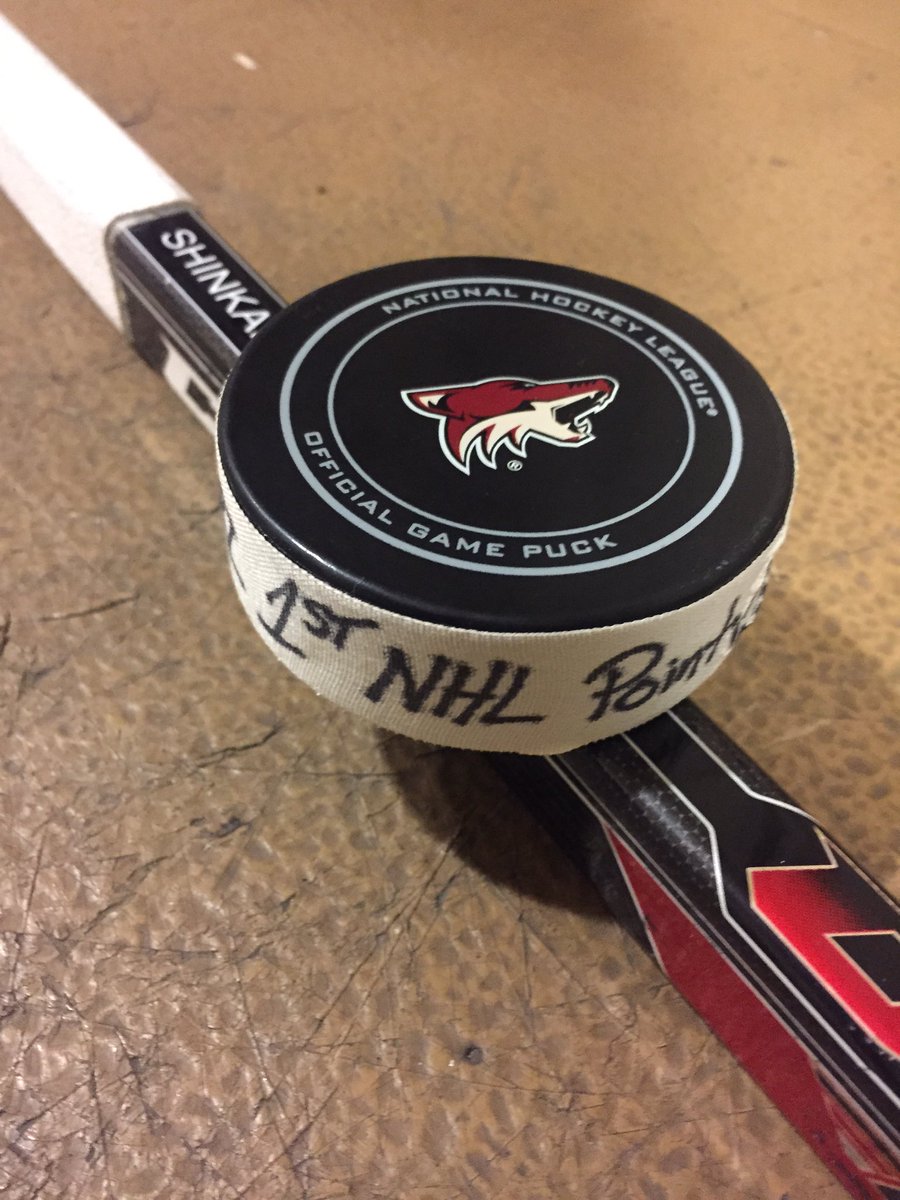 SHINKA
NATIONAL HOCKEY LEAGUE®
®
OFFICIAL GAME PUCK
1ST NHL Point